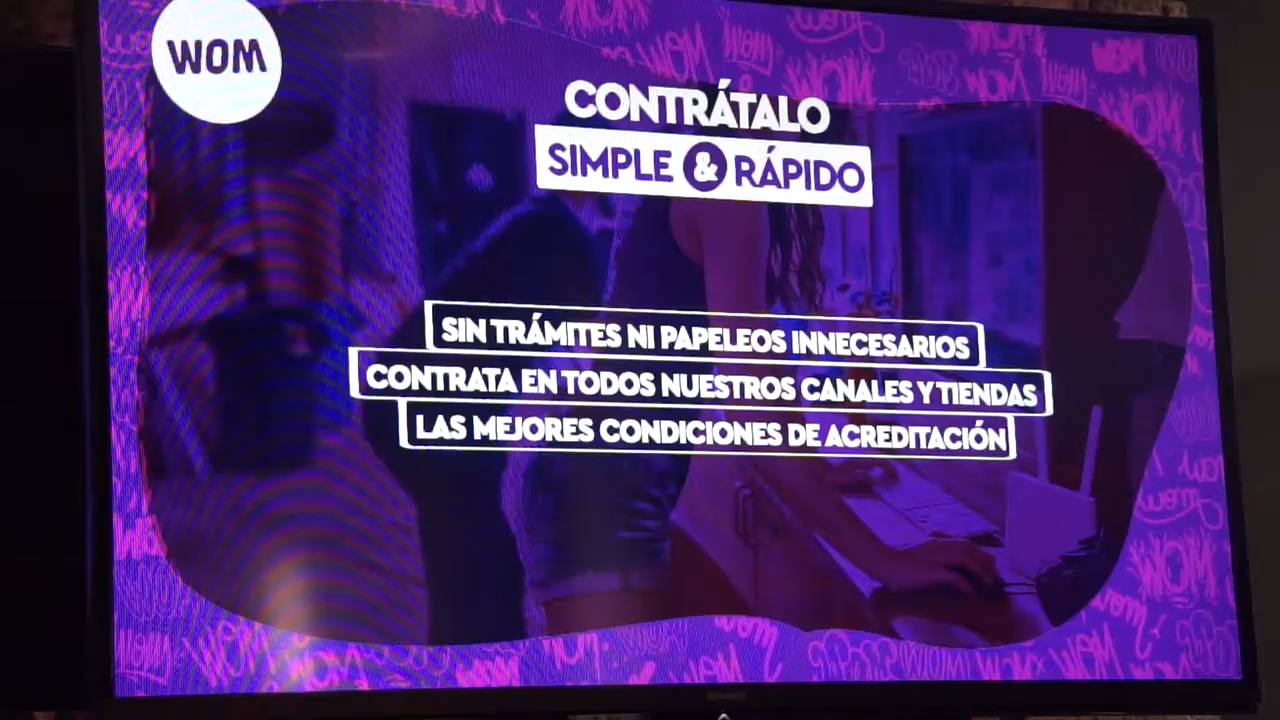 WOM
CONTRÁTALO
SIMPLE & RÁPIDO
SIN TRÁMITES NI PAPELEOS INNECESARIOS
CONTRATA EN TODOS NUESTROS CANALES Y TIENDAS
LAS MEJORES CONDICIONES DE ACREDITACIÓN